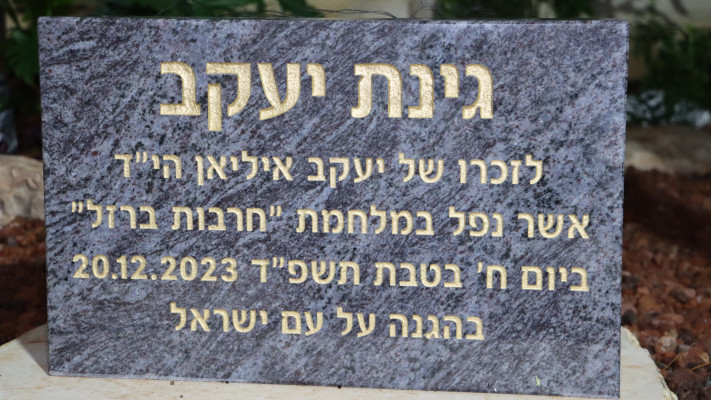 גינת יעקב
לזכרו של יעקב איליאן הי"ד
אשר נפל במלחמת "חרבות ברזל"
ביום ח' בטבת תשפ"ד 20.12.2023
בהגנה על עם ישראל